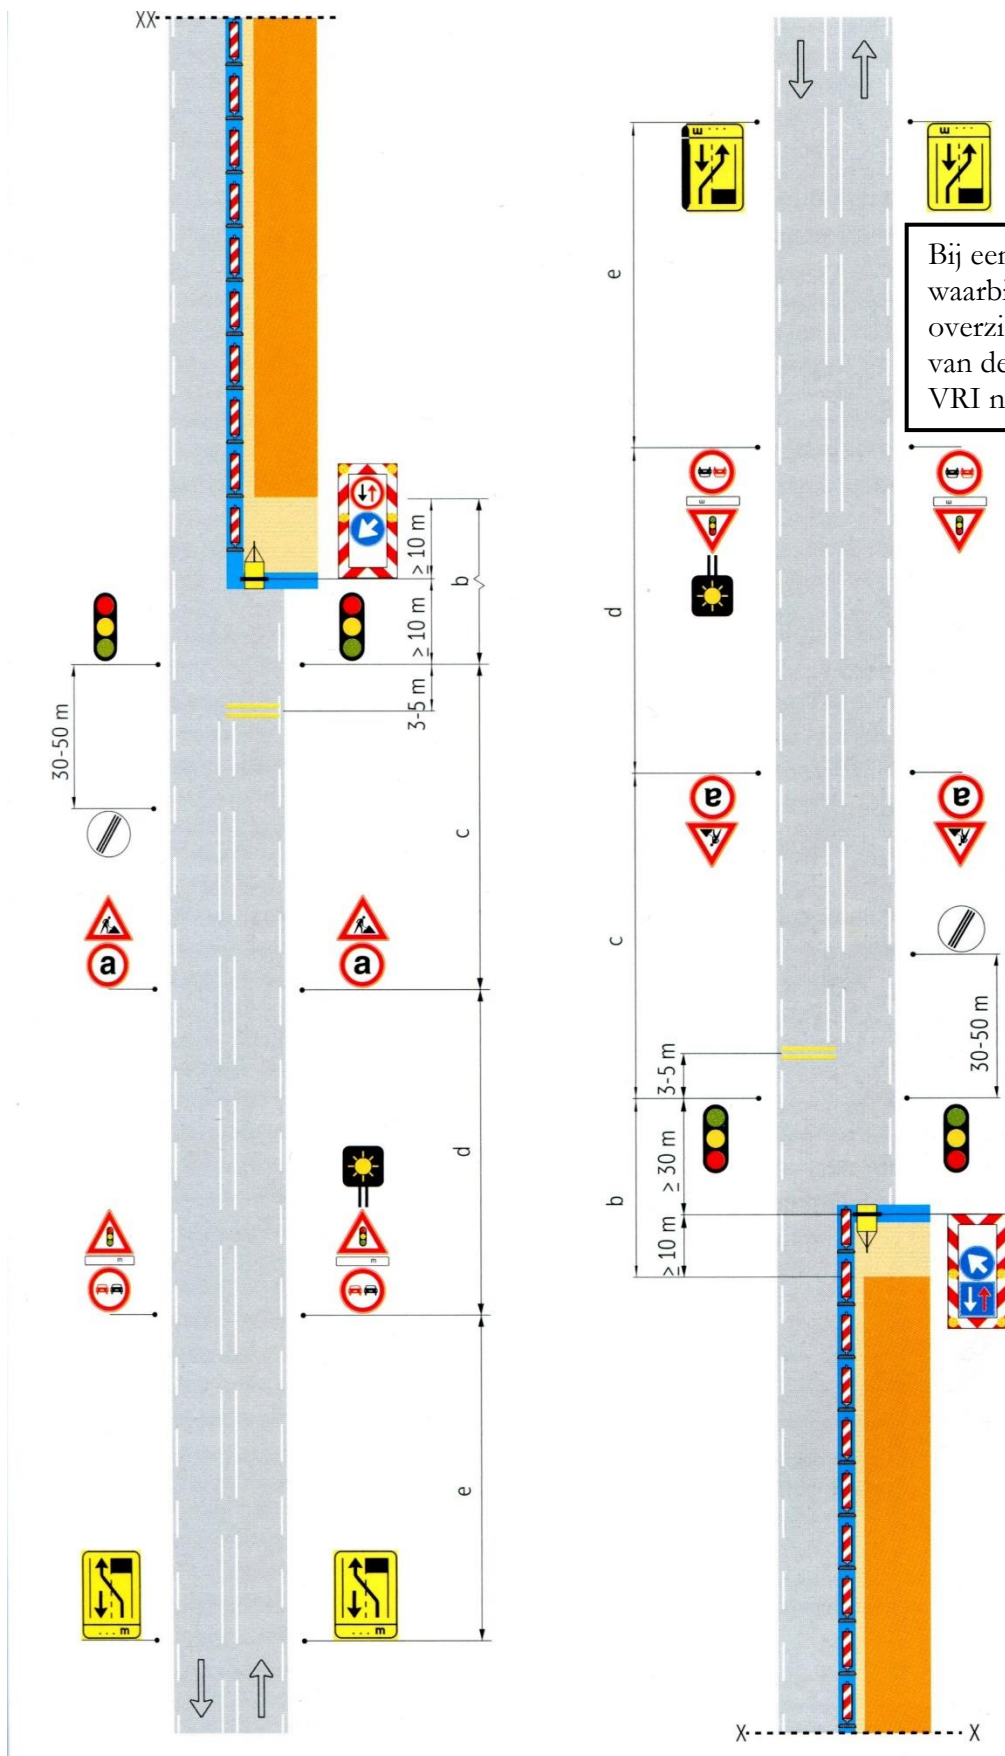 XX
≥10 m
b
≥10 m
3-5 m
30-50 m
c
a
a
d
m
m
e
... m
... m
m ...
m ...
e
Bij een
waarbi
overzi
van de
VRI n
m
m
d
a
a
c
3-5 m
30-50 m
≥ 30 m
b
≥ 10 m
X
X